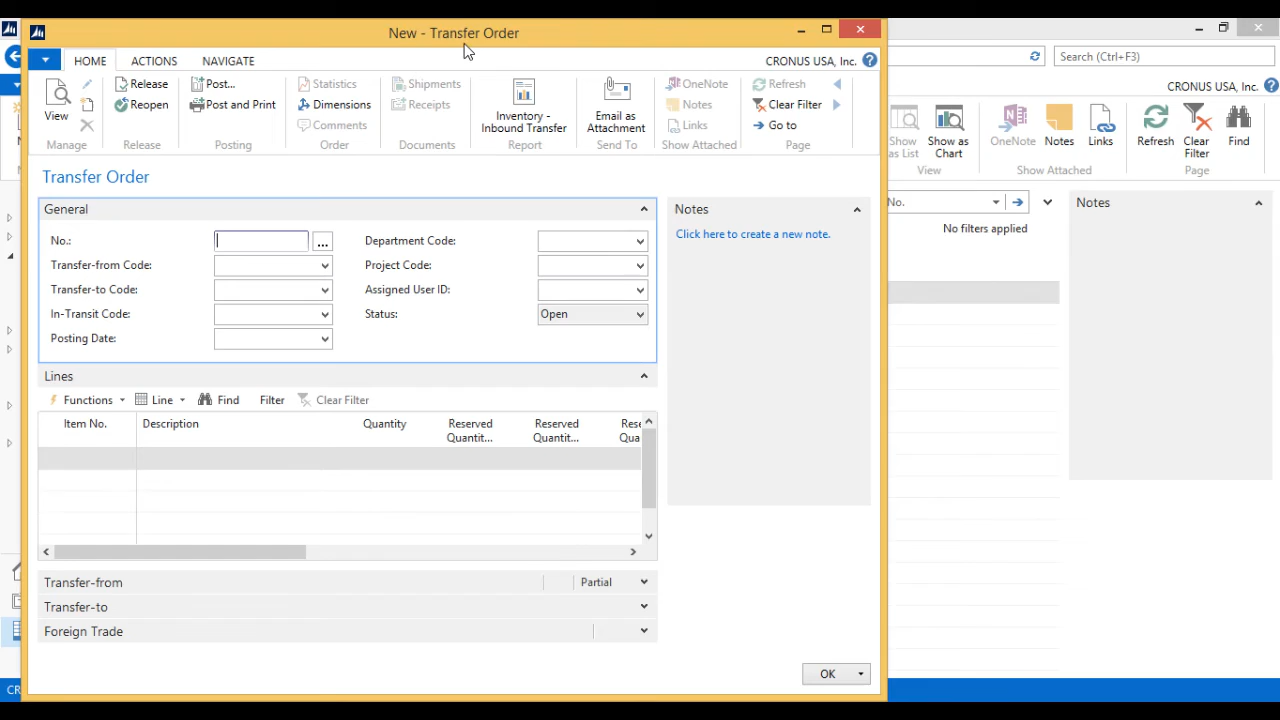 New - Transfer Order
HOME ACTIONS NAVIGATE
CRONUS USA, Inc.
View
Manage
Release
Reopen
Release
Post...
Post and Print
Posting
Statistics
Dimensions
Comments
Order
Shipments
Receipts
Documents
Inventory -
Inbound Transfer
Report
Email as
Attachment
Send To
OneNote
Notes
Links
Show Attached
Refresh
Clear Filter
Go to
Page
Transfer Order
General
No.:
Transfer-from Code:
Transfer-to Code:
In-Transit Code:
Posting Date:
Department Code:
Project Code:
Assigned User ID:
Status: Open
Lines
Functions Line Find Filter Clear Filter
Item No. Description Quantity Reserved
Quantit... Reserved
Quantit... Rese
Qua
Transfer-from Partial
Transfer-to
Foreign Trade
OK
Notes
Click here to create a new note.
Search (Ctrl+F3)
CRONUS USA, Inc.
Show
as List
Show as
Chart
View
OneNote
Notes
Links
Show Attached
Refresh
Clear
Filter
Find
Page
No.
No filters applied
Notes
CR